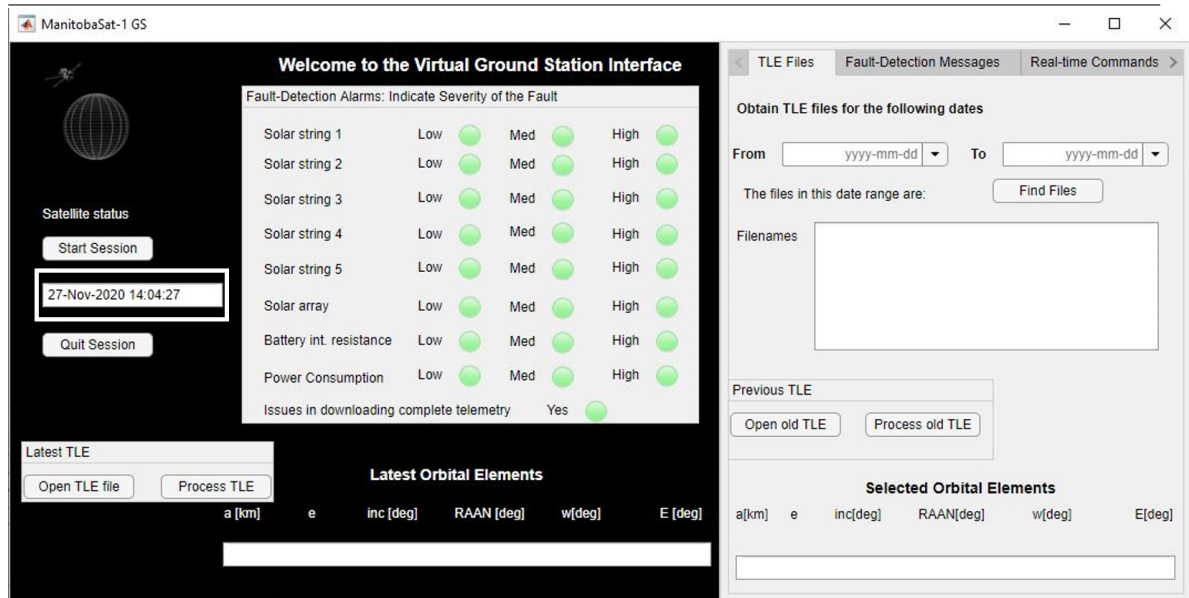 ManitobaSat-1 GS
Welcome to the Virtual Ground Station Interface
Fault-Detection Alarms: Indicate Severity of the Fault
Solar string 1 Low Med High
Solar string 2 Low Med High
Solar string 3 Low Med High
Solar string 4 Low Med High
Solar string 5 Low Med High
Solar array Low Med High
Battery int. resistance Low Med High
Power Consumption Low Med High
Issues in downloading complete telemetry Yes
Satellite status
Start Session
27-Nov-2020 14:04:27
Quit Session
Latest TLE
Open TLE file Process TLE
Latest Orbital Elements
a [km] e inc [deg] RAAN [deg] w[deg] E [deg]
TLE Files Fault-Detection Messages Real-time Commands
Obtain TLE files for the following dates
From yyyy-mm-dd To yyyy-mm-dd
The files in this date range are: Find Files
Filenames
Previous TLE
Open old TLE Process old TLE
Selected Orbital Elements
a[km] e inc[deg] RAAN[deg] w[deg] E[deg]